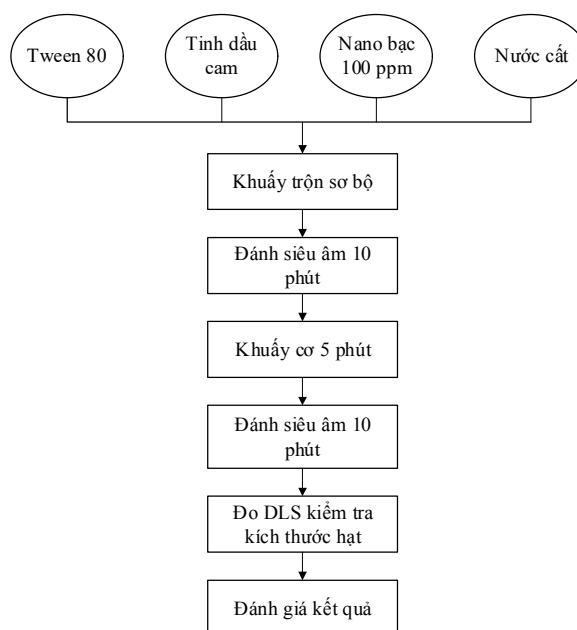 Tween 80
Tinh dầu
cam
Nano bạc
100 ppm
Nước cất
Khuấy trộn sơ bộ
Đánh siêu âm 10
phút
Khuấy cơ 5 phút
Đánh siêu âm 10
phút
Đo DLS kiểm tra
kích thước hạt
Đánh giá kết quả